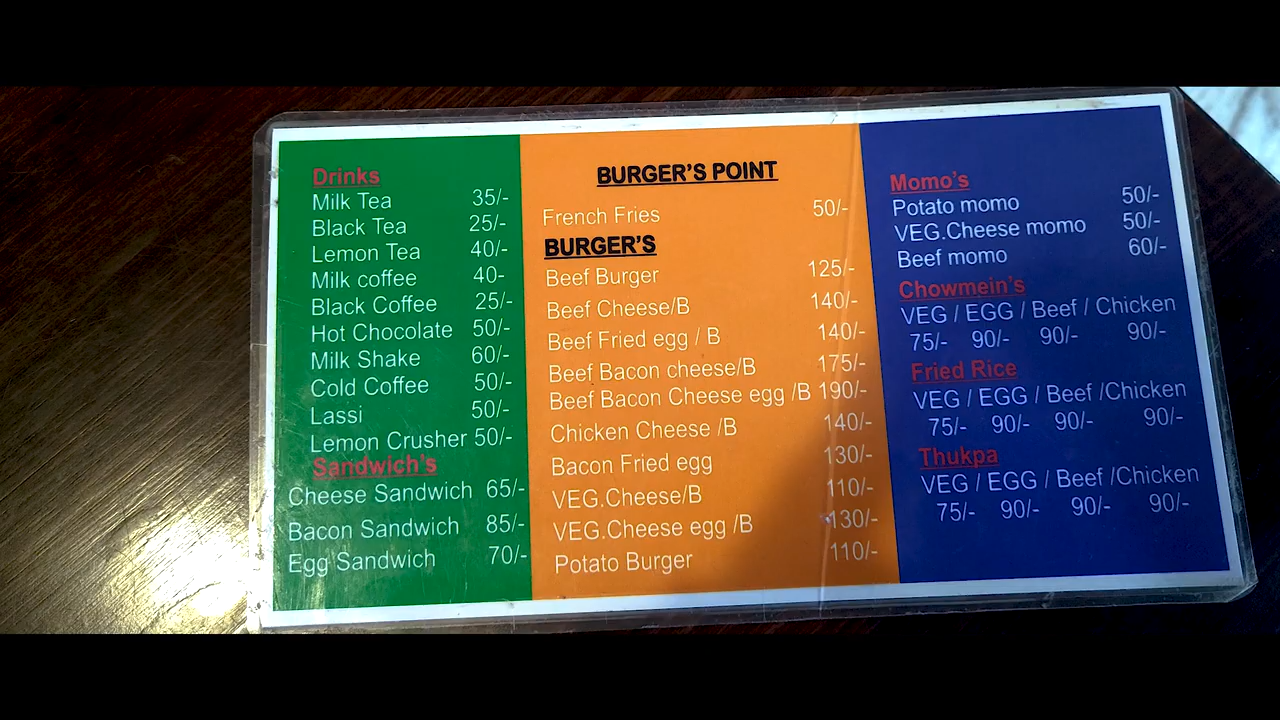 Drinks
Milk Tea 35/-
Black Tea 25/-
Lemon Tea 40/-
Milk coffee 40-
Black Coffee 25/-
Hot Chocolate 50/-
Milk Shake 60/-
Cold Coffee 50/-
Lassi 50/-
Lemon Crusher 50/-
Sandwich's
Cheese Sandwich 65/-
Bacon Sandwich 85/-
Egg Sandwich 70/-
BURGER'S POINT
French Fries 50/-
BURGER'S
Beef Burger 125/-
Beef Cheese/B 140/-
Beef Fried egg / B 140/-
Beef Bacon cheese/B 175/-
Beef Bacon Cheese egg /B 190/-
Chicken Cheese /B 140/-
Bacon Fried egg 130/-
VEG.Cheese/B 110/-
VEG.Cheese egg /B 130/-
Potato Burger 110/-
Momo's
Potato momo 50/-
VEG.Cheese momo 50/-
Beef momo 60/-
Chowmein's
VEG / EGG / Beef / Chicken
75/- 90/- 90/- 90/-
Fried Rice
VEG / EGG / Beef /Chicken
75/- 90/- 90/- 90/-
Thukpa
VEG / EGG / Beef /Chicken
75/- 90/- 90/- 90/-